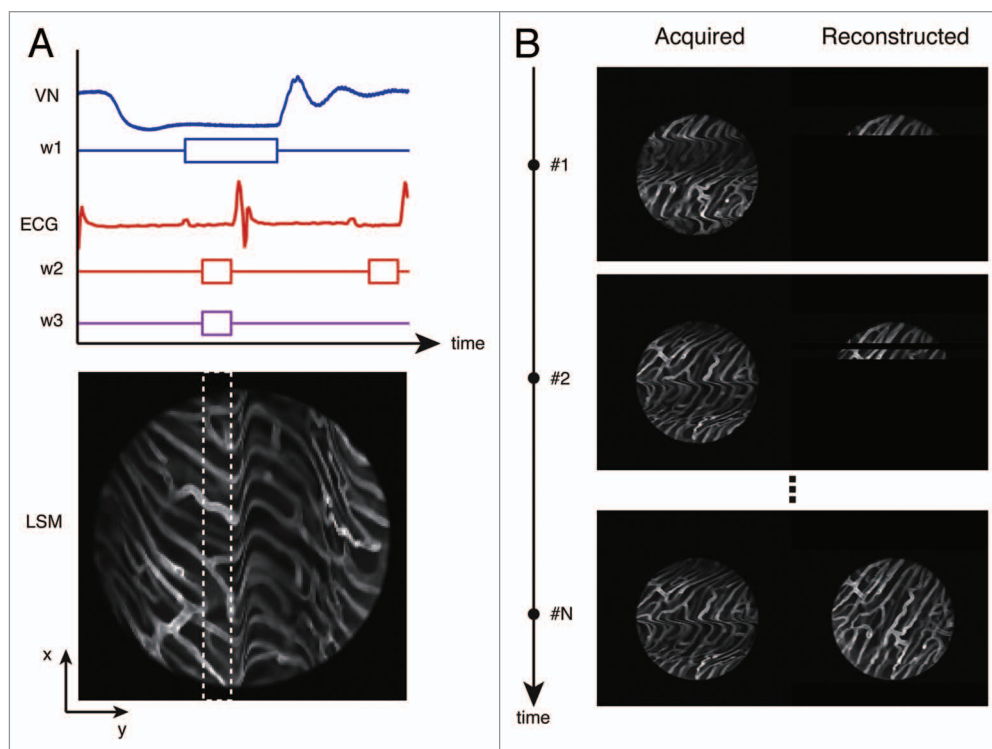 A
VN
w1
ECG
w2
w3
time
LSM
x
y
B
Acquired Reconstructed
#1
#2
#N
time